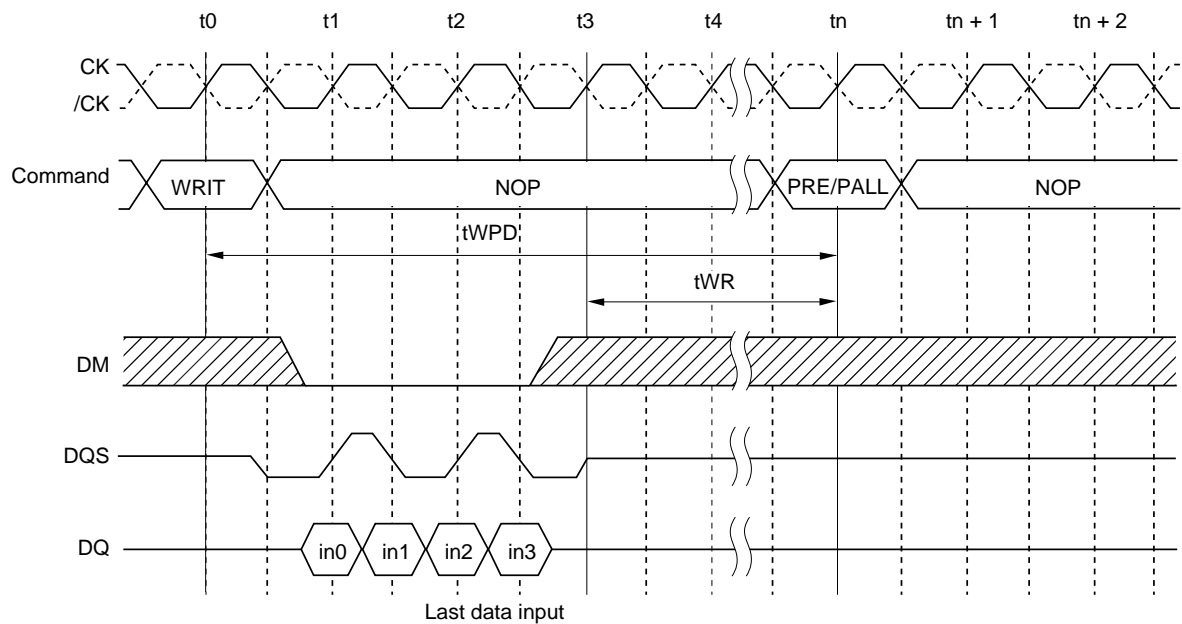 t0 t1 t2 t3 t4 tn tn + 1 tn + 2
CK
/CK
Command WRIT NOP PRE/PALL NOP
tWPD
tWR
DM
DQS
DQ in0 in1 in2 in3
Last data input